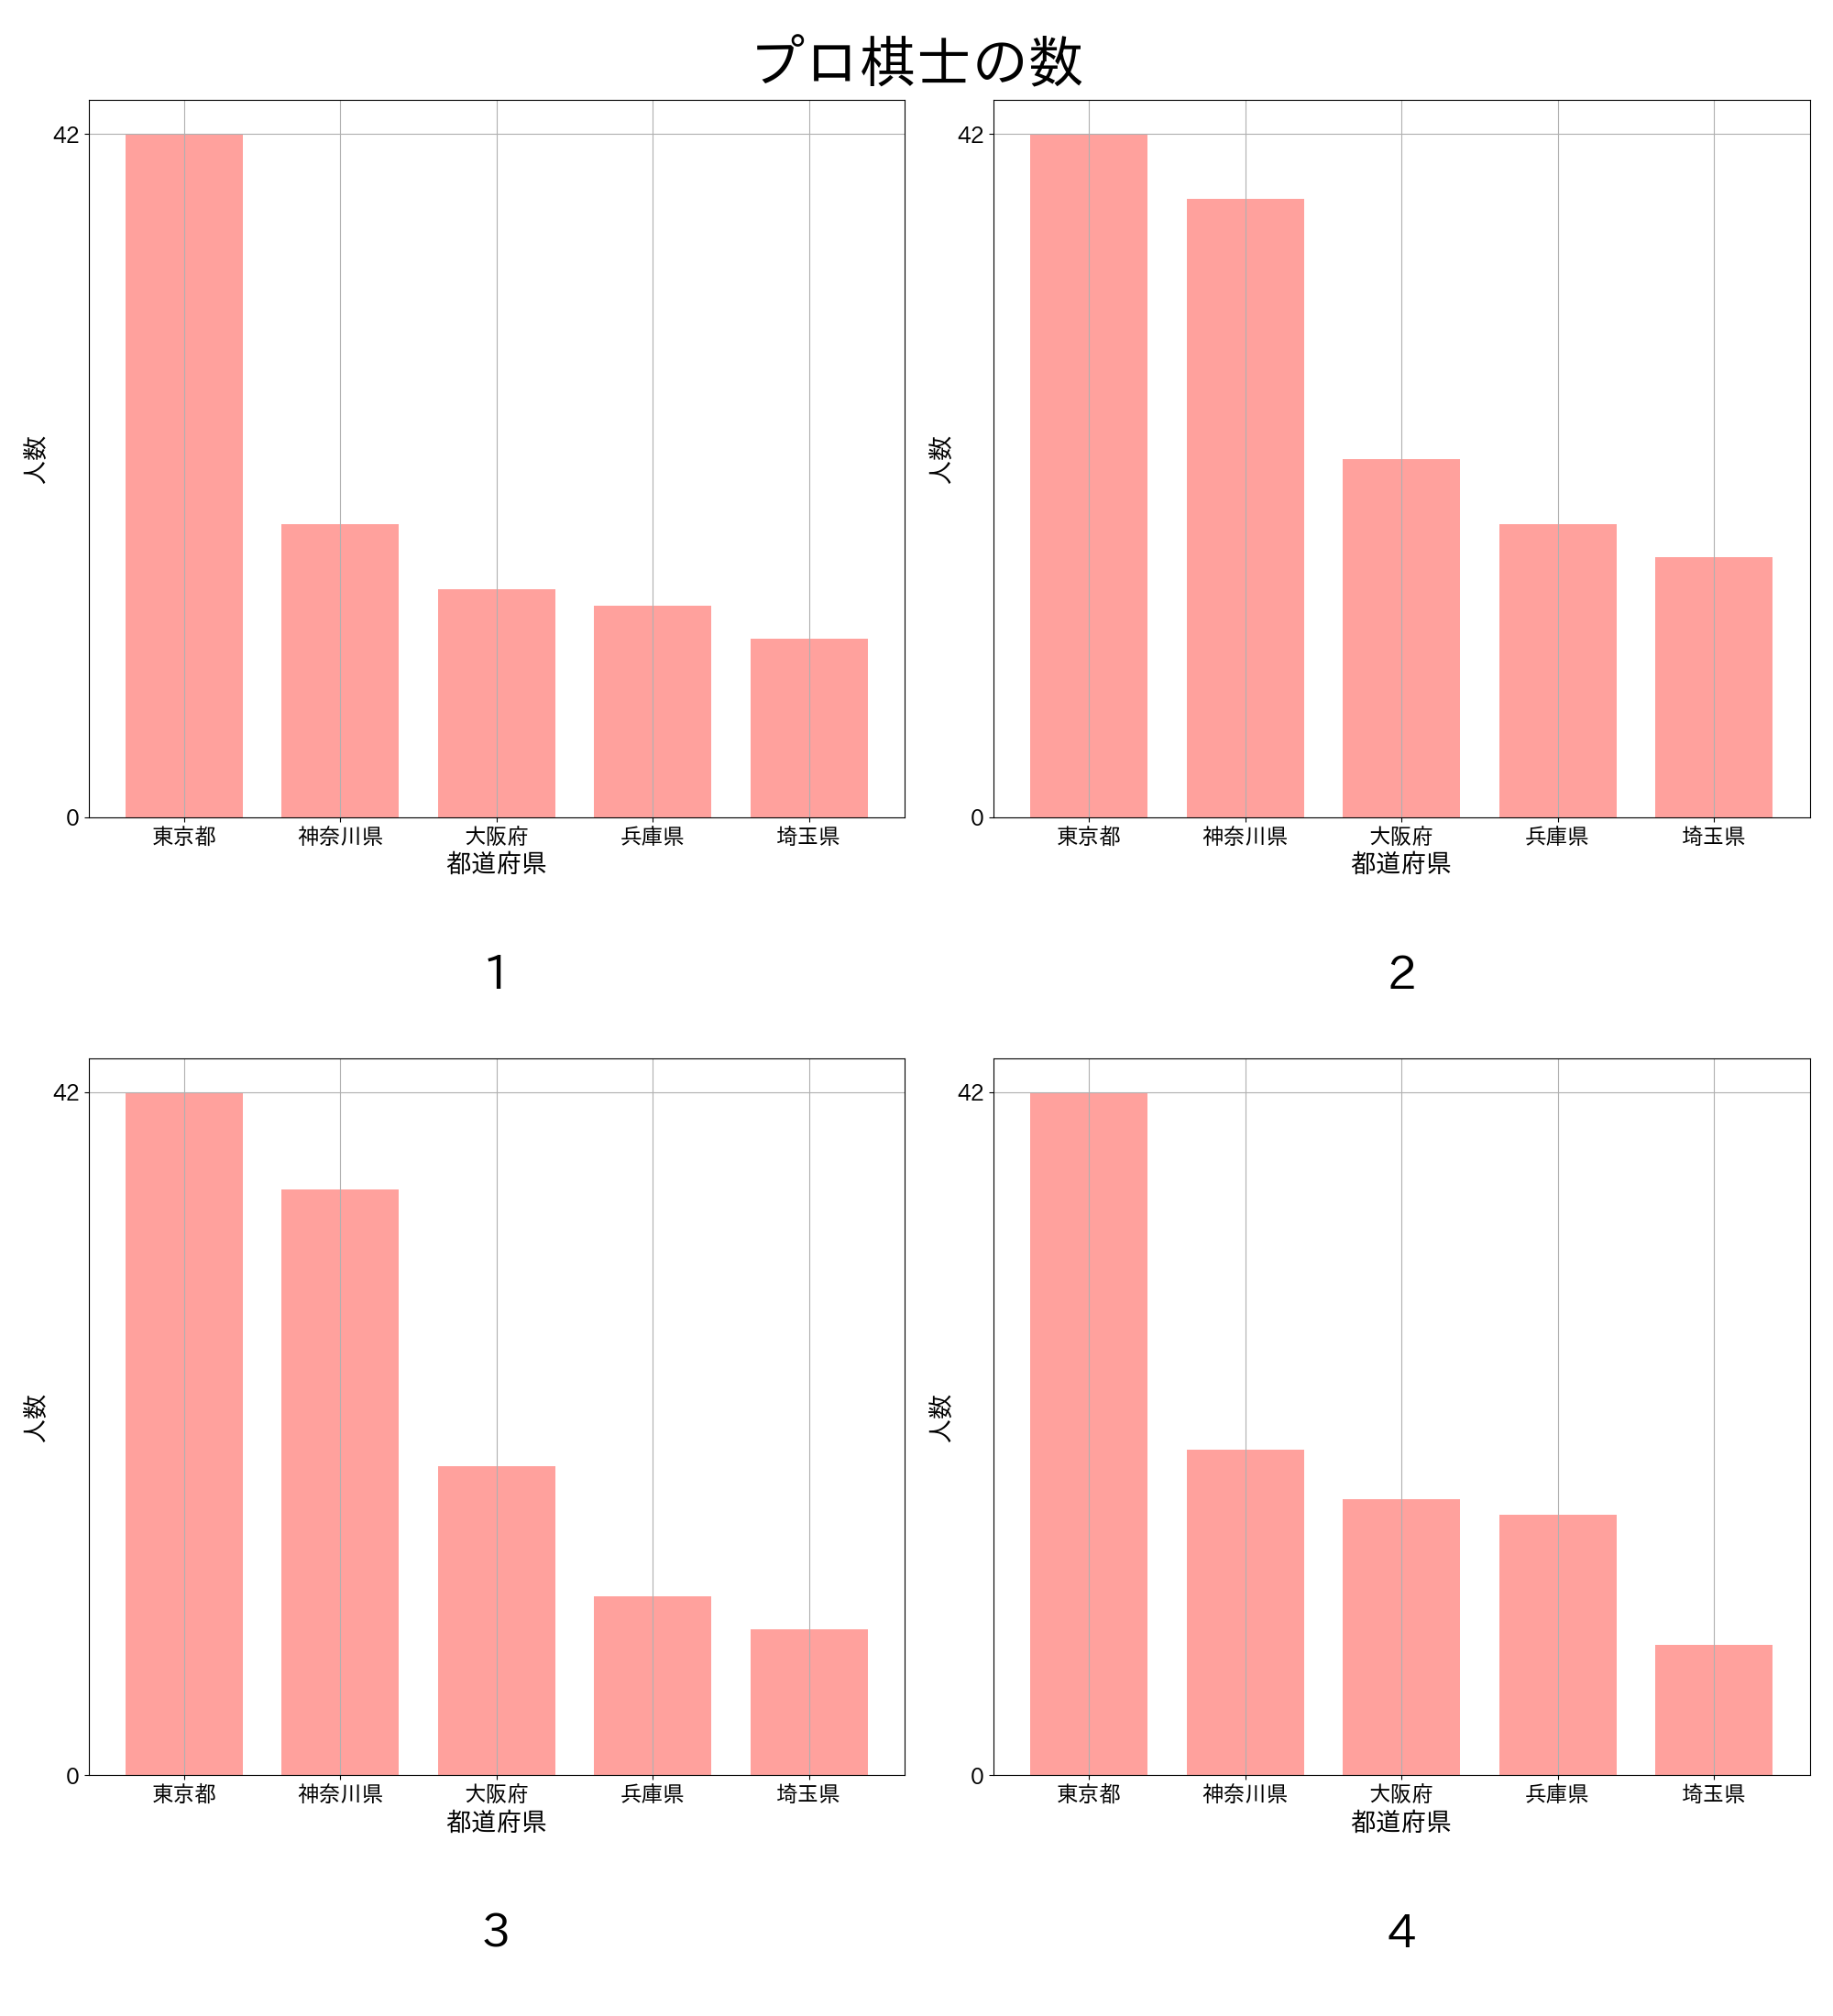 プロ棋士の数
42
0
人数
東京都 神奈川県 大阪府 兵庫県 埼玉県
都道府県
1
42
0
人数
東京都 神奈川県 大阪府 兵庫県 埼玉県
都道府県
2
42
0
人数
東京都 神奈川県 大阪府 兵庫県 埼玉県
都道府県
3
42
0
人数
東京都 神奈川県 大阪府 兵庫県 埼玉県
都道府県
4